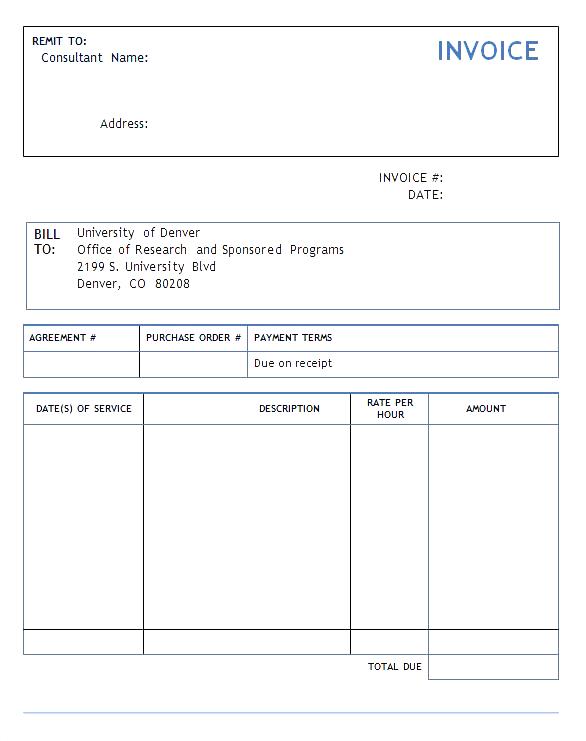 REMIT TO:
INVOICE
Consultant Name:
Address:
INVOICE #:
DATE:
BILL TO:
University of Denver
Office of Research and Sponsored Programs
2199 S. University Blvd
Denver, CO 80208
AGREEMENT # PURCHASE ORDER # PAYMENT TERMS
Due on receipt
DATE(S) OF SERVICE DESCRIPTION RATE PER HOUR AMOUNT
TOTAL DUE